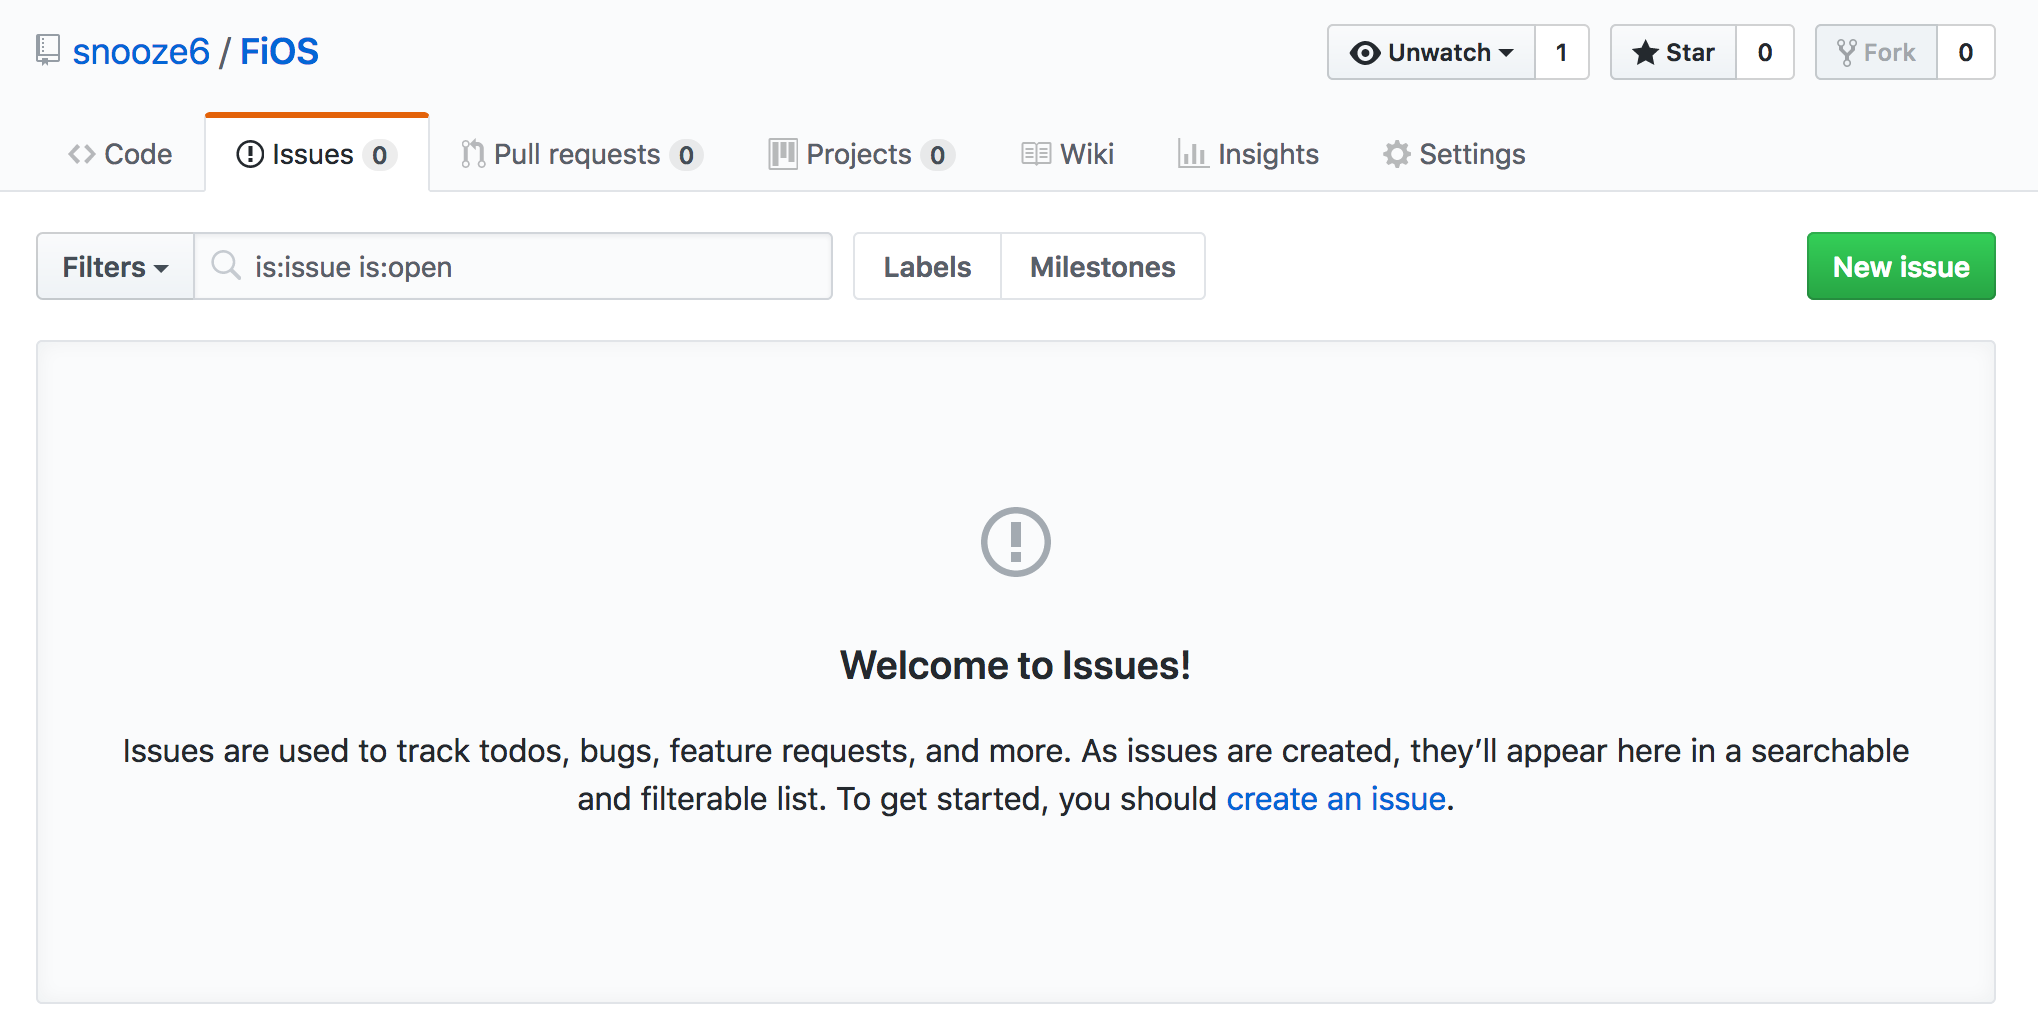 snooze6 / FiOS
Unwatch 1 Star 0 Fork 0
Code Issues 0 Pull requests 0 Projects 0 Wiki Insights Settings
Filters is:issue is:open Labels Milestones New issue
Welcome to Issues!
Issues are used to track todos, bugs, feature requests, and more. As issues are created, they’ll appear here in a searchable
and filterable list. To get started, you should create an issue.